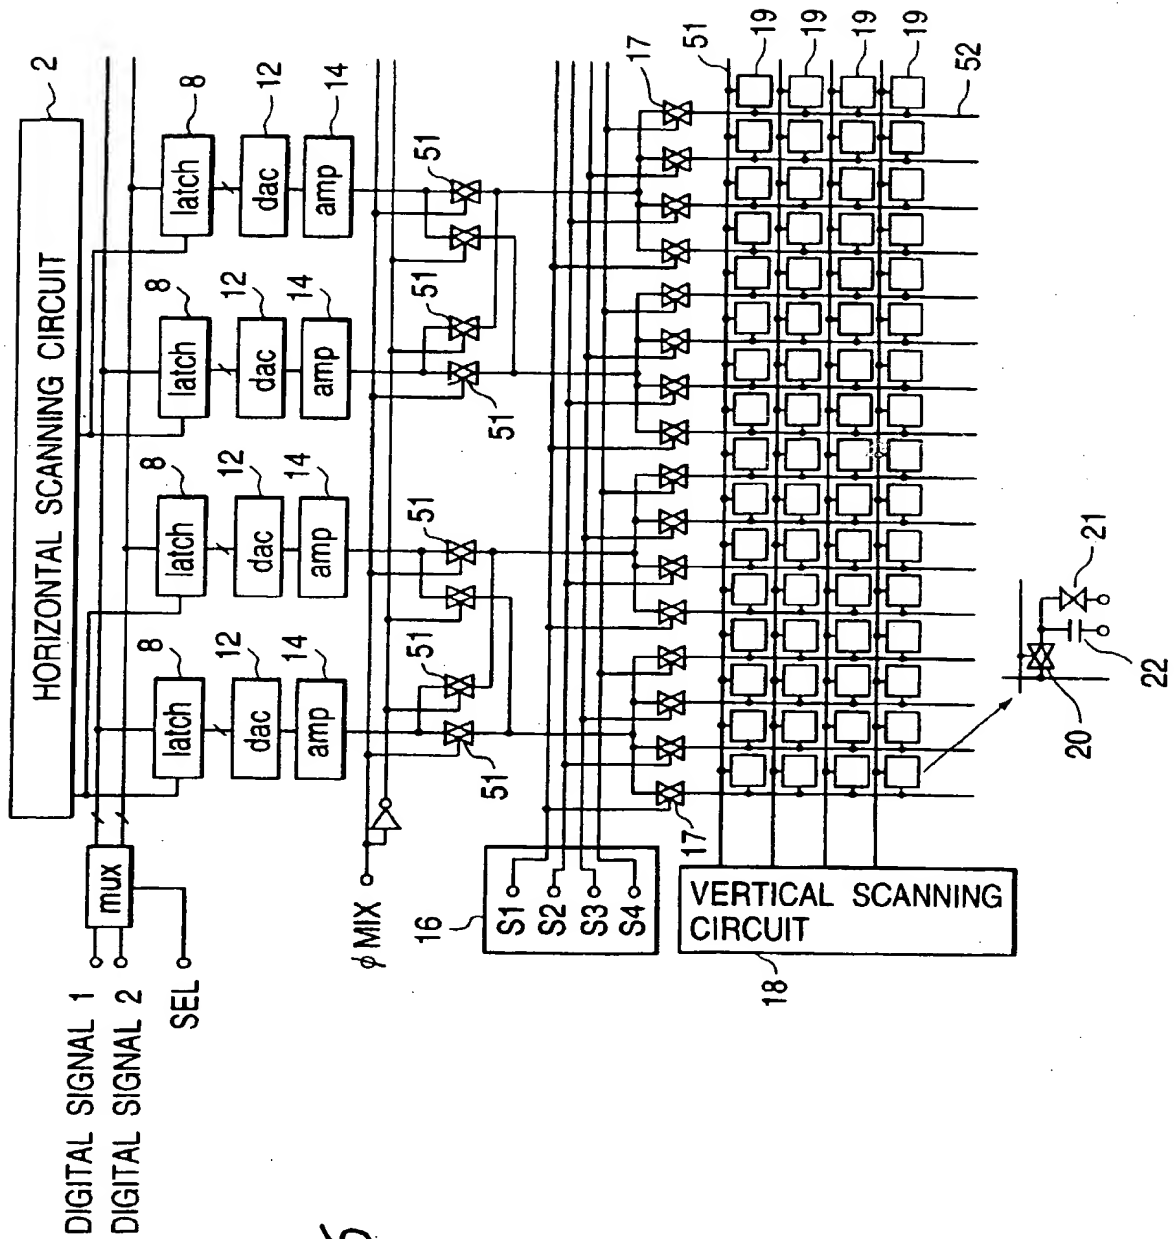 HORIZONTAL SCANNING CIRCUIT
2
DIGITAL SIGNAL 1
DIGITAL SIGNAL 2
SEL
mux
8
8
8
8
latch
latch
latch
latch
12
12
12
12
dac
dac
dac
dac
14
14
14
14
amp
amp
amp
amp
φMIX
51
51
51
51
51
51
16
S1
S2
S3
S4
17
17
51
19
19
19
19
52
VERTICAL SCANNING
CIRCUIT
18
20
21
22